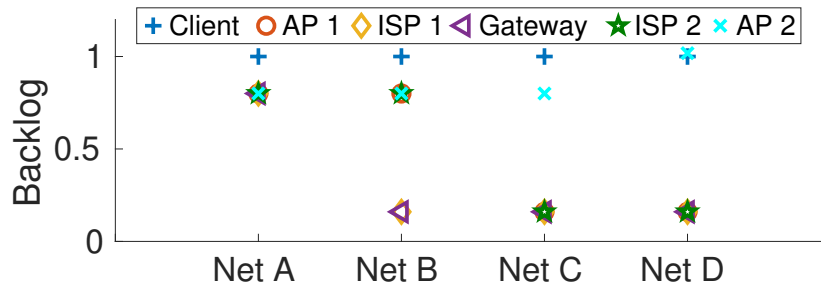 Client AP 1 ISP 1 Gateway ISP 2 AP 2
1
0.5
0
Backlog
Net A Net B Net C Net D